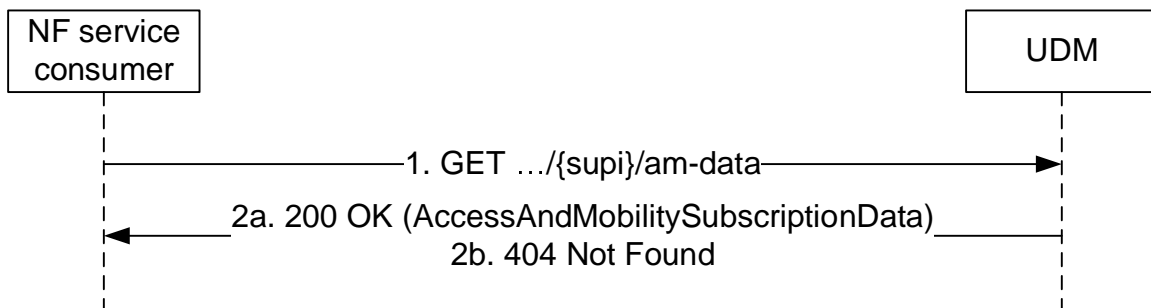 NF service
consumer
UDM
1. GET …/{supi}/am-data
2a. 200 OK (AccessAndMobilitySubscriptionData)
2b. 404 Not Found